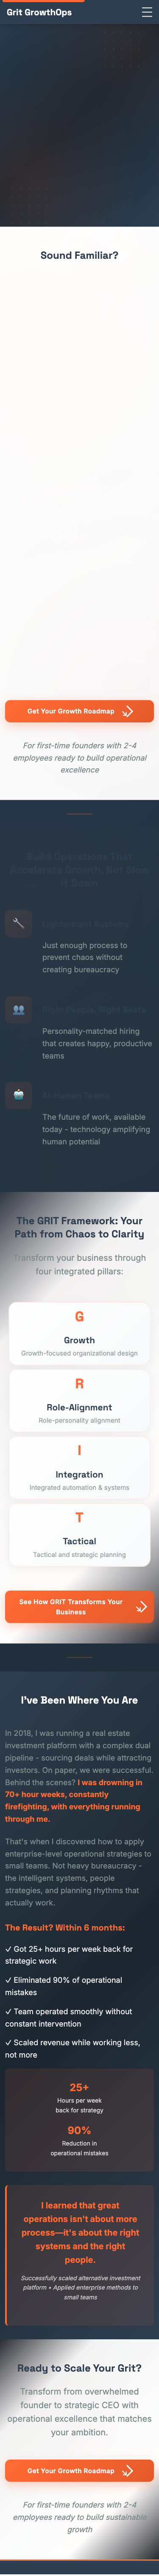 Grit GrowthOps
Sound Familiar?
Get Your Growth Roadmap
For first-time founders with 2-4
employees ready to build operational
excellence
Build Operations That
Accelerate Growth, Not Slow
It Down
Lightweight Systems
Just enough process to
prevent chaos without
creating bureaucracy
Right People, Right Seats
Personality-matched hiring
that creates happy, productive
teams
AI-Human Teams
The future of work, available
today - technology amplifying
human potential
The GRIT Framework: Your
Path from Chaos to Clarity
Transform your business through
four integrated pillars:
G
Growth
Growth-focused organizational design
R
Role-Alignment
Role-personality alignment
I
Integration
Integrated automation & systems
T
Tactical
Tactical and strategic planning
See How GRIT Transforms Your
Business
I've Been Where You Are
In 2018, I was running a real estate
investment platform with a complex dual
pipeline - sourcing deals while attracting
investors. On paper, we were successful.
Behind the scenes? I was drowning in
70+ hour weeks, constantly
firefighting, with everything running
through me.
That's when I discovered how to apply
enterprise-level operational strategies to
small teams. Not heavy bureaucracy -
the intelligent systems, people
strategies, and planning rhythms that
actually work.
The Result? Within 6 months:
✓ Got 25+ hours per week back for
strategic work
✓ Eliminated 90% of operational
mistakes
✓ Team operated smoothly without
constant intervention
✓ Scaled revenue while working less,
not more
25+
Hours per week
back for strategy
90%
Reduction in
operational mistakes
I learned that great
operations isn't about more
process—it's about the right
systems and the right
people.
Successfully scaled alternative investment
platform • Applied enterprise methods to
small teams
Ready to Scale Your Grit?
Transform from overwhelmed
founder to strategic CEO with
operational excellence that matches
your ambition.
Get Your Growth Roadmap
For first-time founders with 2-4
employees ready to build sustainable
growth